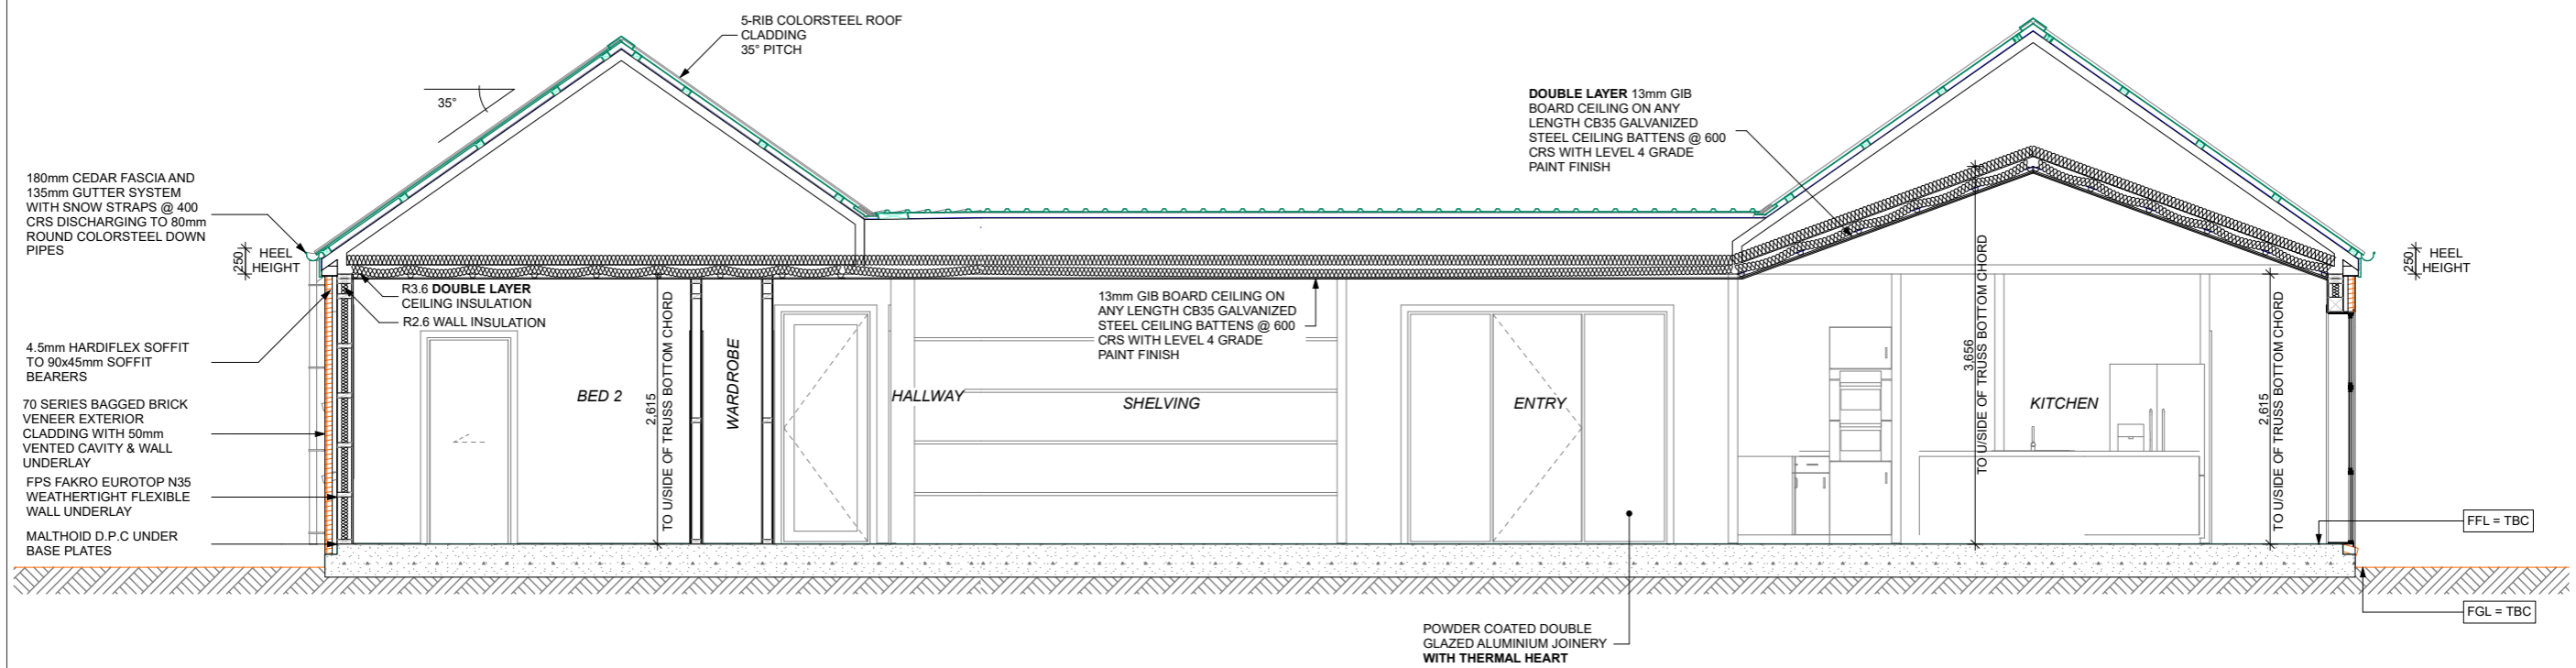 5-RIB COLORSTEEL ROOF
CLADDING
35° PITCH
35°
DOUBLE LAYER 13mm GIB
BOARD CEILING ON ANY
LENGTH CB35 GALVANIZED
STEEL CEILING BATTENS @ 600
CRS WITH LEVEL 4 GRADE
PAINT FINISH
180mm CEDAR FASCIA AND
135mm GUTTER SYSTEM
WITH SNOW STRAPS @ 400
CRS DISCHARGING TO 80mm
ROUND COLORSTEEL DOWN
PIPES
250
HEEL
HEIGHT
250
HEEL
HEIGHT
R3.6 DOUBLE LAYER
CEILING INSULATION
R2.6 WALL INSULATION
13mm GIB BOARD CEILING ON
ANY LENGTH CB35 GALVANIZED
STEEL CEILING BATTENS @ 600
CRS WITH LEVEL 4 GRADE
PAINT FINISH
4.5mm HARDIFLEX SOFFIT
TO 90x45mm SOFFIT
BEARERS
70 SERIES BAGGED BRICK
VENEER EXTERIOR
CLADDING WITH 50mm
VENTED CAVITY & WALL
UNDERLAY
FPS FAKRO EUROTOP N35
WEATHERTIGHT FLEXIBLE
WALL UNDERLAY
MALTHOID D.P.C UNDER
BASE PLATES
BED 2
2,615
TO U/SIDE OF TRUSS BOTTOM CHORD
WARDROBE
HALLWAY
SHELVING
ENTRY
3,656
TO U/SIDE OF TRUSS BOTTOM CHORD
KITCHEN
2,615
TO U/SIDE OF TRUSS BOTTOM CHORD
FFL = TBC
FGL = TBC
POWDER COATED DOUBLE
GLAZED ALUMINIUM JOINERY
WITH THERMAL HEART